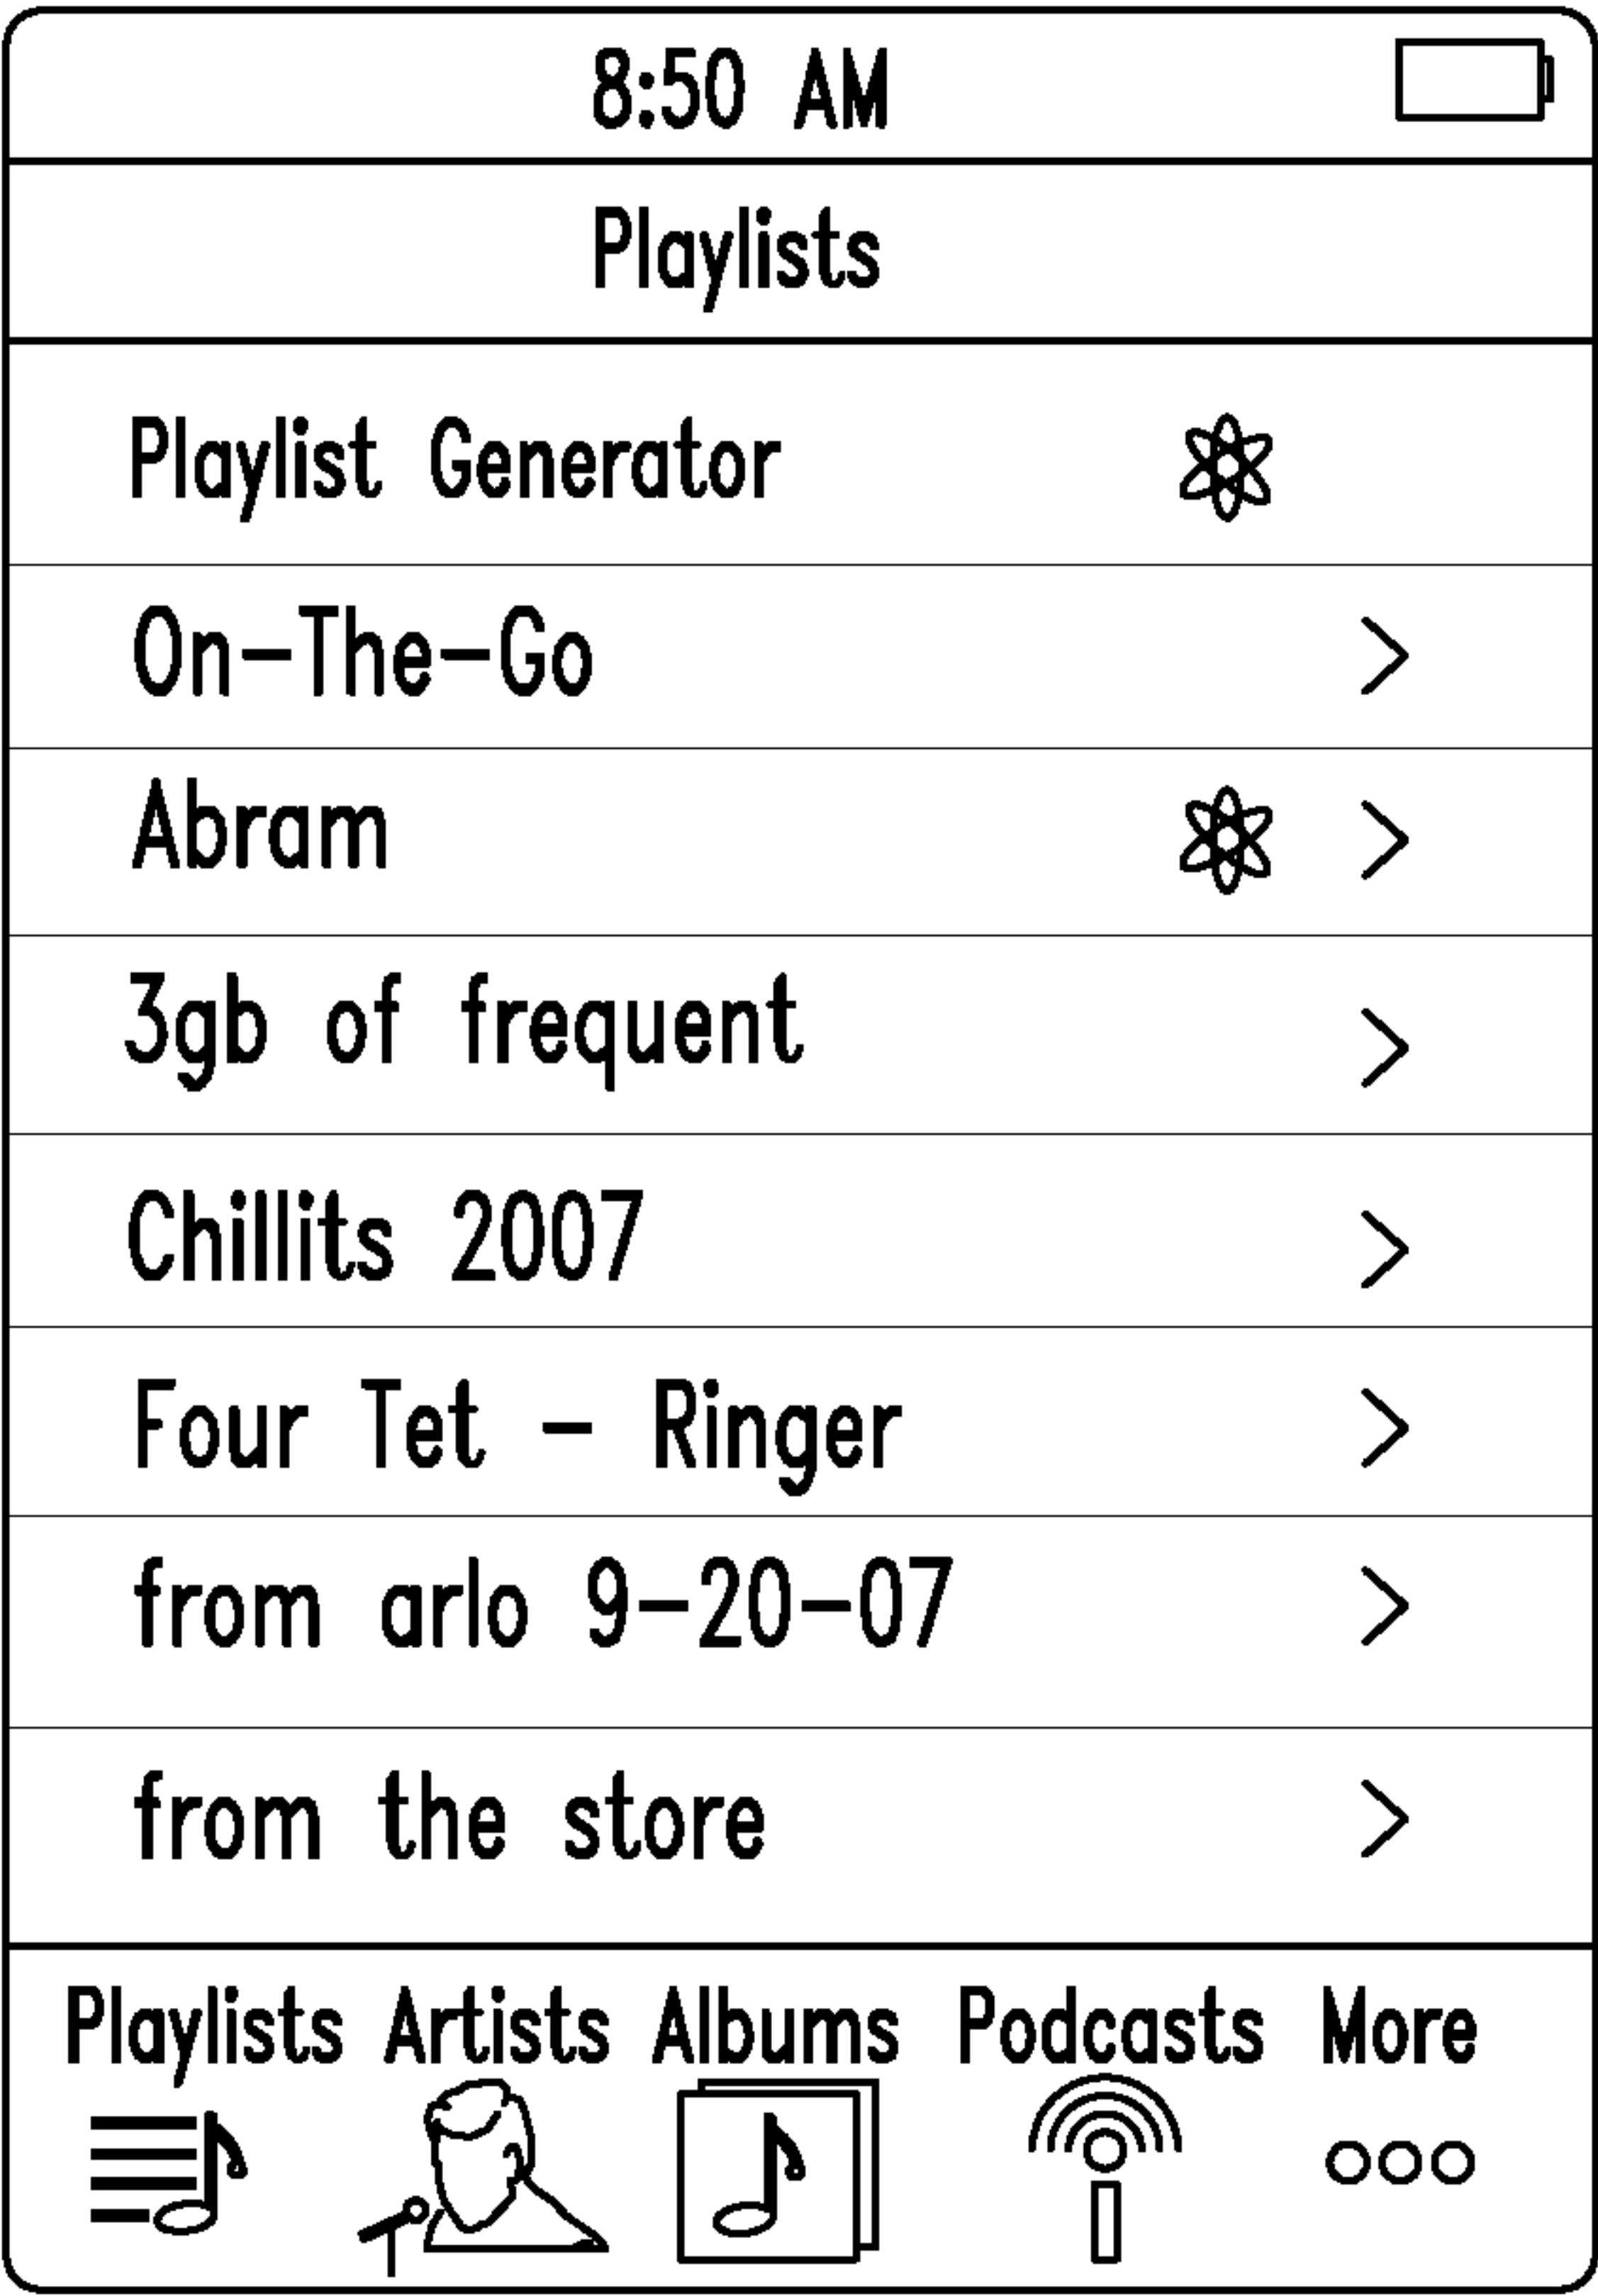 8:50 AM
Playlists
Playlist Generator
On-The-Go
Abram
3gb of frequent
Chillits 2007
Four Tet - Ringer
from arlo 9-20-07
from the store
Playlists Artists Albums Podcasts More